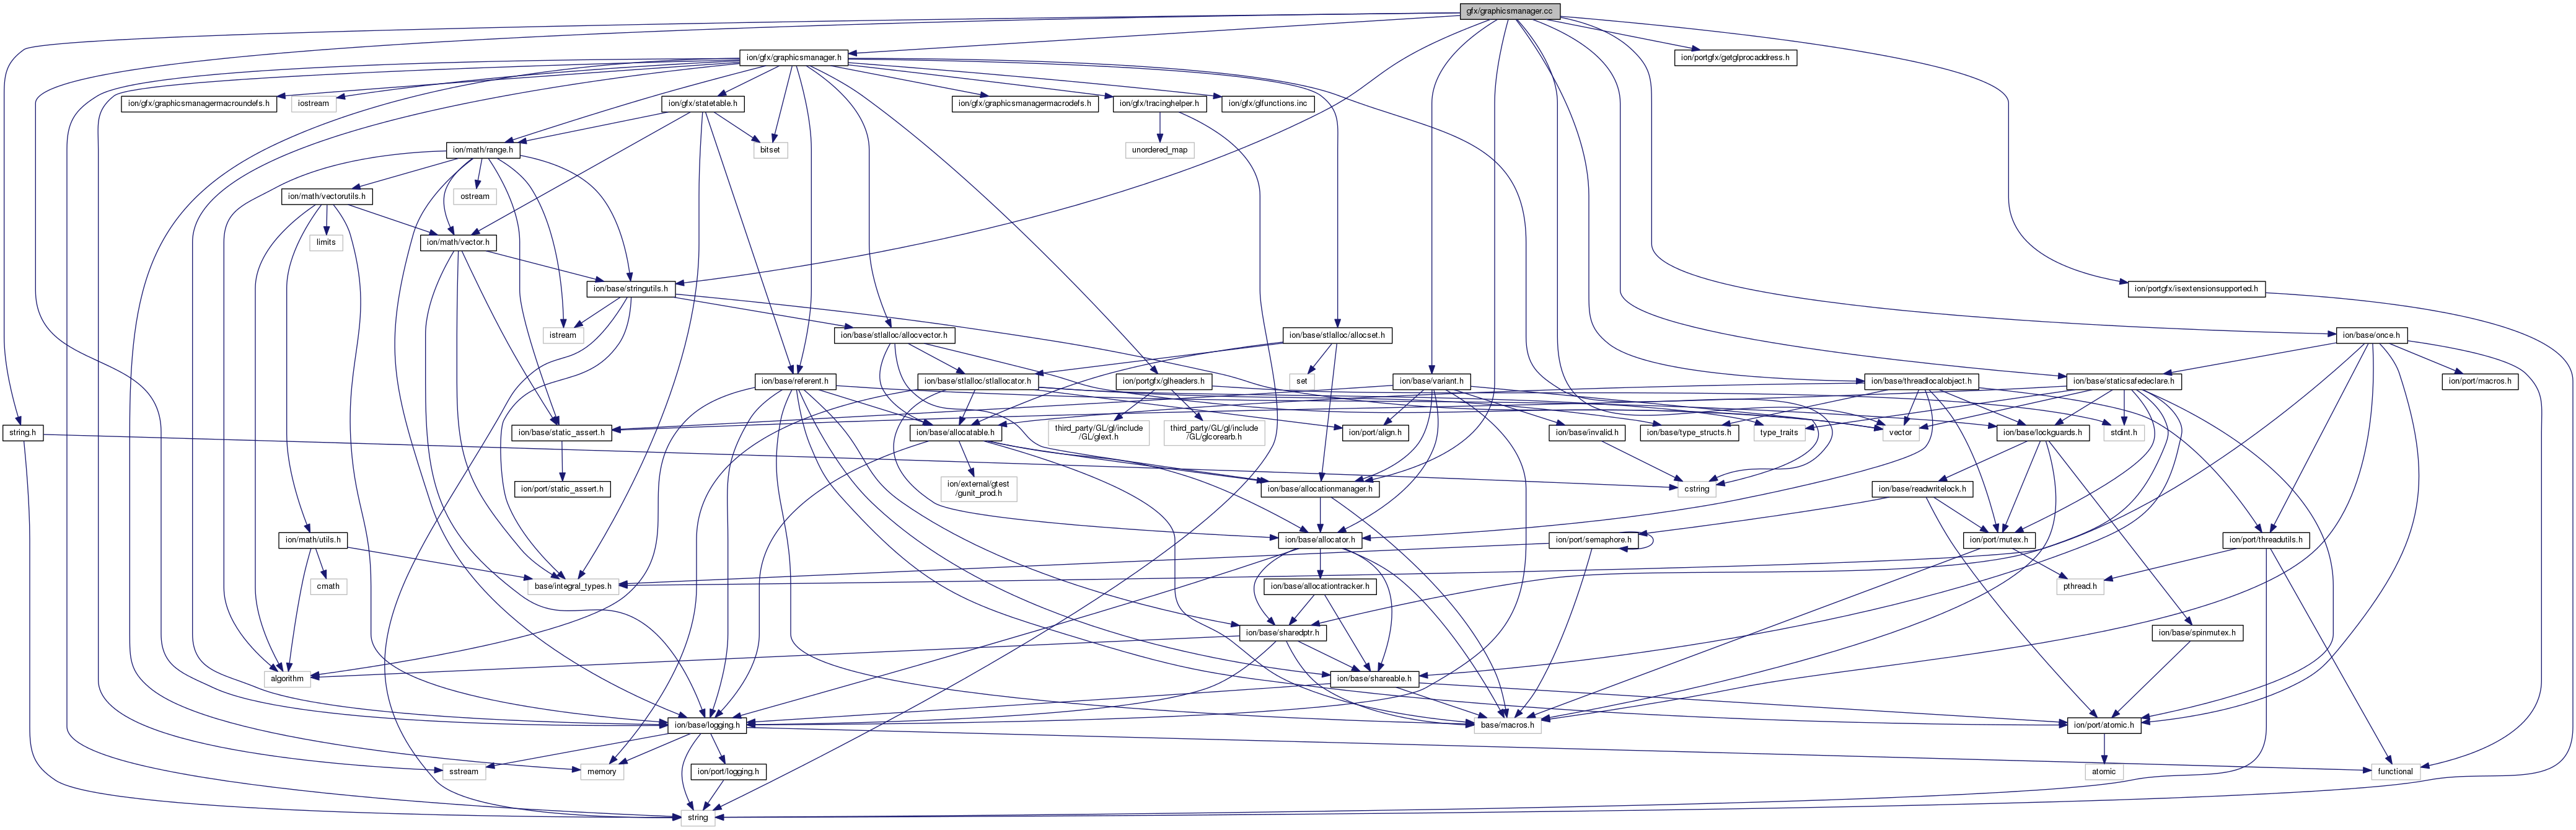 gfx/graphicsmanager.cc
ion/gfx/graphicsmanager.h
ion/portgfx/getglprocaddress.h
ion/gfx/graphicsmanagermacroundefs.h
iostream
ion/gfx/statetable.h
ion/gfx/graphicsmanagermacrodefs.h
ion/gfx/tracinghelper.h
ion/gfx/glfunctions.inc
ion/math/range.h
bitset
unordered_map
ion/math/vectorutils.h
ostream
limits
ion/math/vector.h
ion/base/stringutils.h
ion/portgfx/isextensionsupported.h
istream
ion/base/stlalloc/allocvector.h
ion/base/stlalloc/allocset.h
ion/base/once.h
ion/base/referent.h
ion/base/stlalloc/stlallocator.h
set
ion/portgfx/glheaders.h
ion/base/variant.h
ion/base/threadlocalobject.h
ion/base/staticsafedeclare.h
ion/port/macros.h
string.h
ion/base/static_assert.h
ion/base/allocatable.h
third_party/GL/gl/include
/GL/glext.h
third_party/GL/gl/include
/GL/glcorearb.h
ion/port/align.h
ion/base/invalid.h
ion/base/type_structs.h
type_traits
vector
ion/base/lockguards.h
stdint.h
ion/port/static_assert.h
ion/external/gtest
/gunit_prod.h
ion/base/allocationmanager.h
cstring
ion/base/readwritelock.h
ion/math/utils.h
ion/base/allocator.h
ion/port/semaphore.h
ion/port/mutex.h
ion/port/threadutils.h
cmath
base/integral_types.h
ion/base/allocationtracker.h
pthread.h
ion/base/sharedptr.h
ion/base/spinmutex.h
algorithm
ion/base/shareable.h
ion/base/logging.h
base/macros.h
ion/port/atomic.h
sstream
memory
ion/port/logging.h
atomic
functional
string